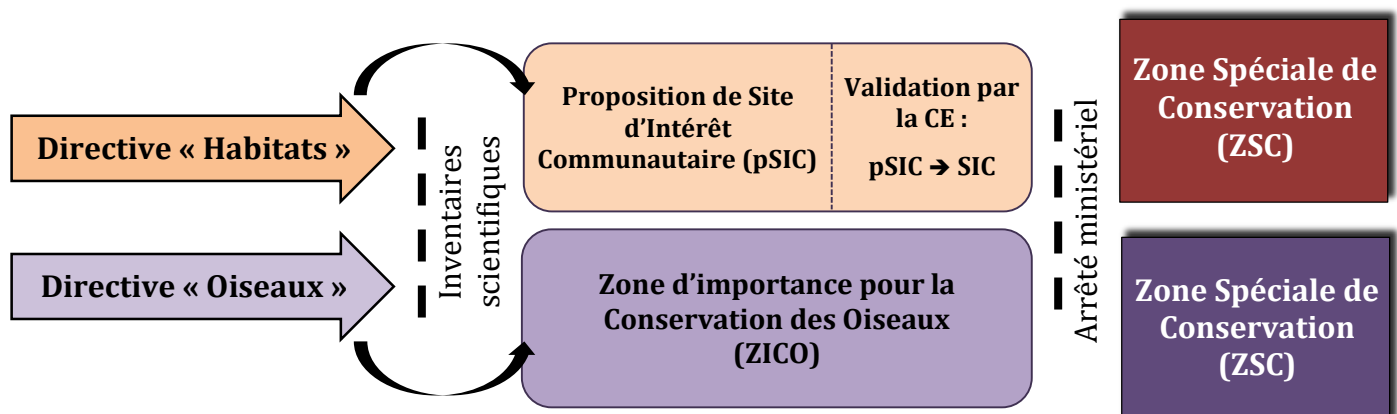 Directive « Habitats »
Inventaires
scientifiques
Proposition de Site
d’Intérêt
Communautaire (pSIC)
Validation par
la CE :
pSIC ➔ SIC
Arrêté ministériel
Zone Spéciale de
Conservation
(ZSC)
Directive « Oiseaux »
Zone d’importance pour la
Conservation des Oiseaux
(ZICO)
Zone Spéciale de
Conservation
(ZSC)